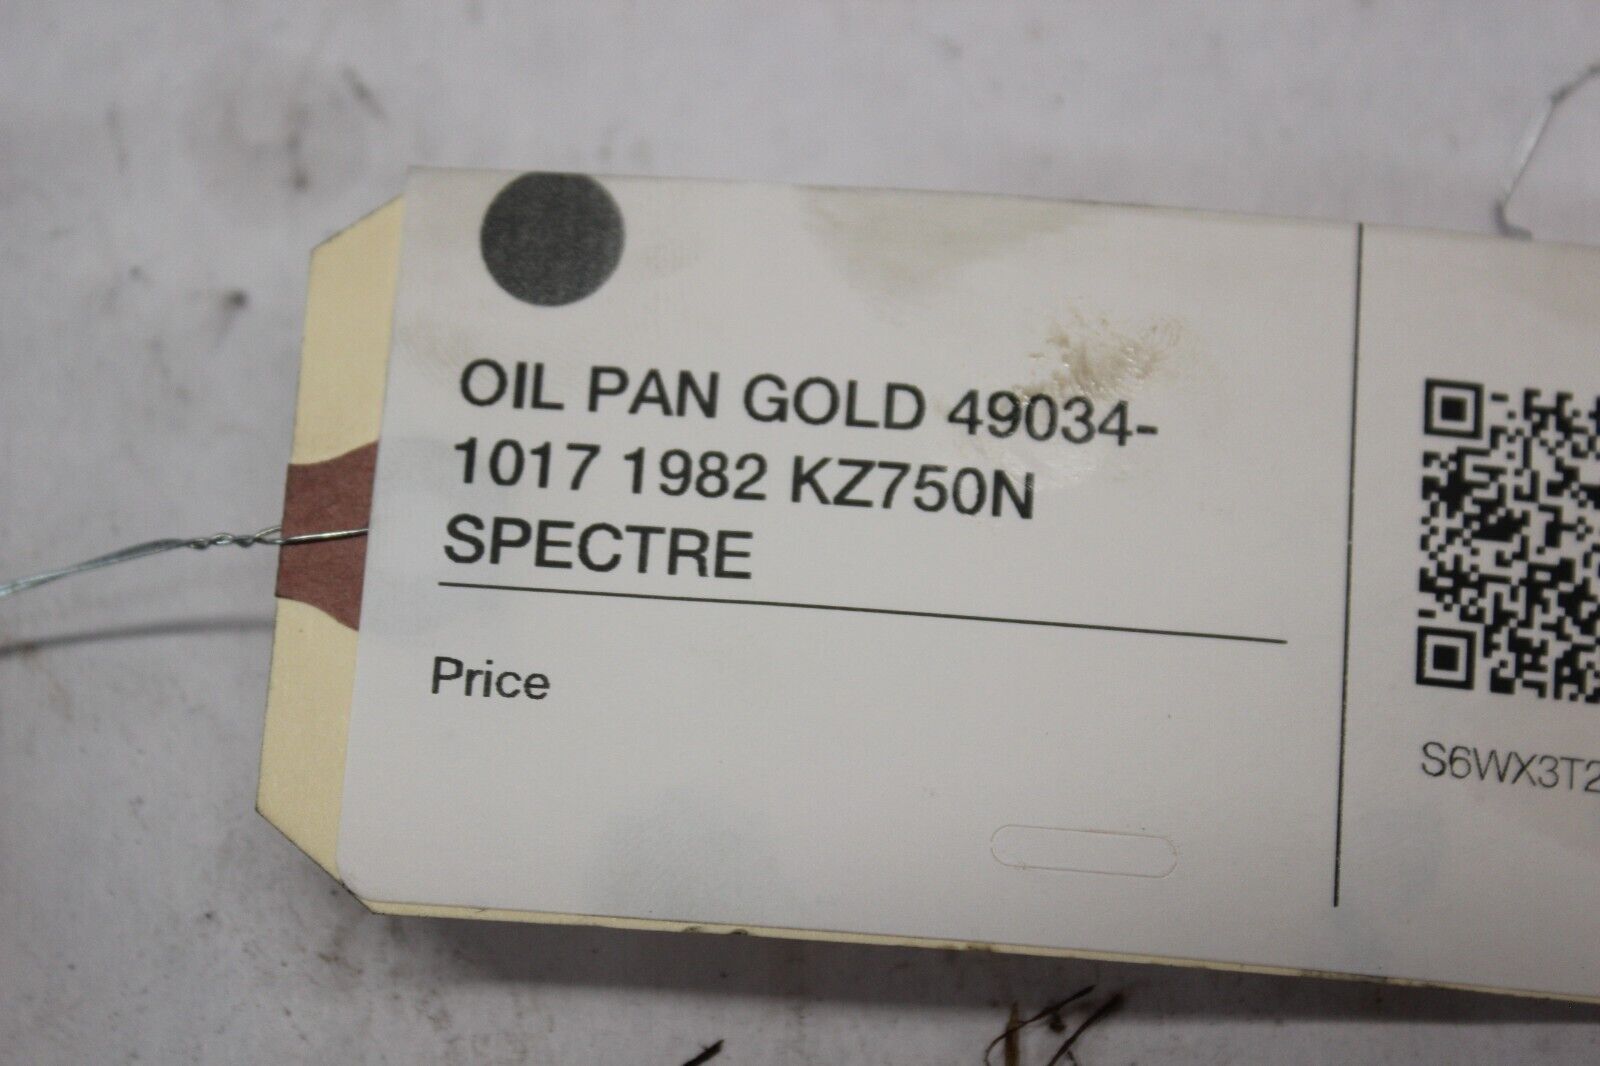 OIL PAN GOLD 49034-
1017 1982 KZ750N
SPECTRE
Price
S6WX3T2